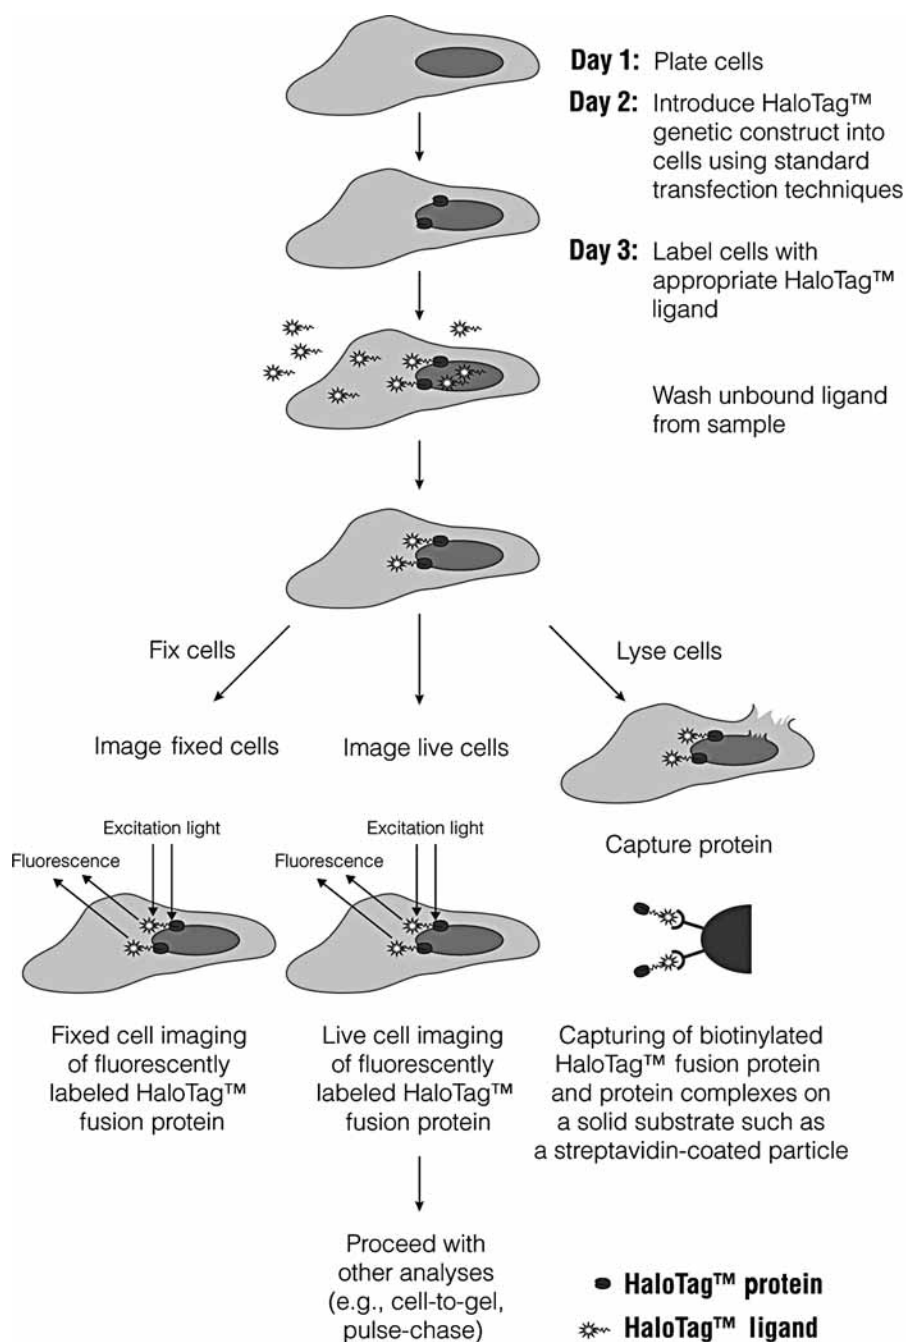 Day 1: Plate cells
Day 2: Introduce HaloTag™
genetic construct into
cells using standard
transfection techniques
Day 3: Label cells with
appropriate HaloTag™
ligand
Wash unbound ligand
from sample
Fix cells
Lyse cells
Image fixed cells
Image live cells
Excitation light
Fluorescence
Excitation light
Fluorescence
Capture protein
Fixed cell imaging
of fluorescently
labeled HaloTag™
fusion protein
Live cell imaging
of fluorescently
labeled HaloTag™
fusion protein
Capturing of biotinylated
HaloTag™ fusion protein
and protein complexes on
a solid substrate such as
a streptavidin-coated particle
Proceed with
other analyses
(e.g., cell-to-gel,
pulse-chase)
HaloTag™ protein
HaloTag™ ligand